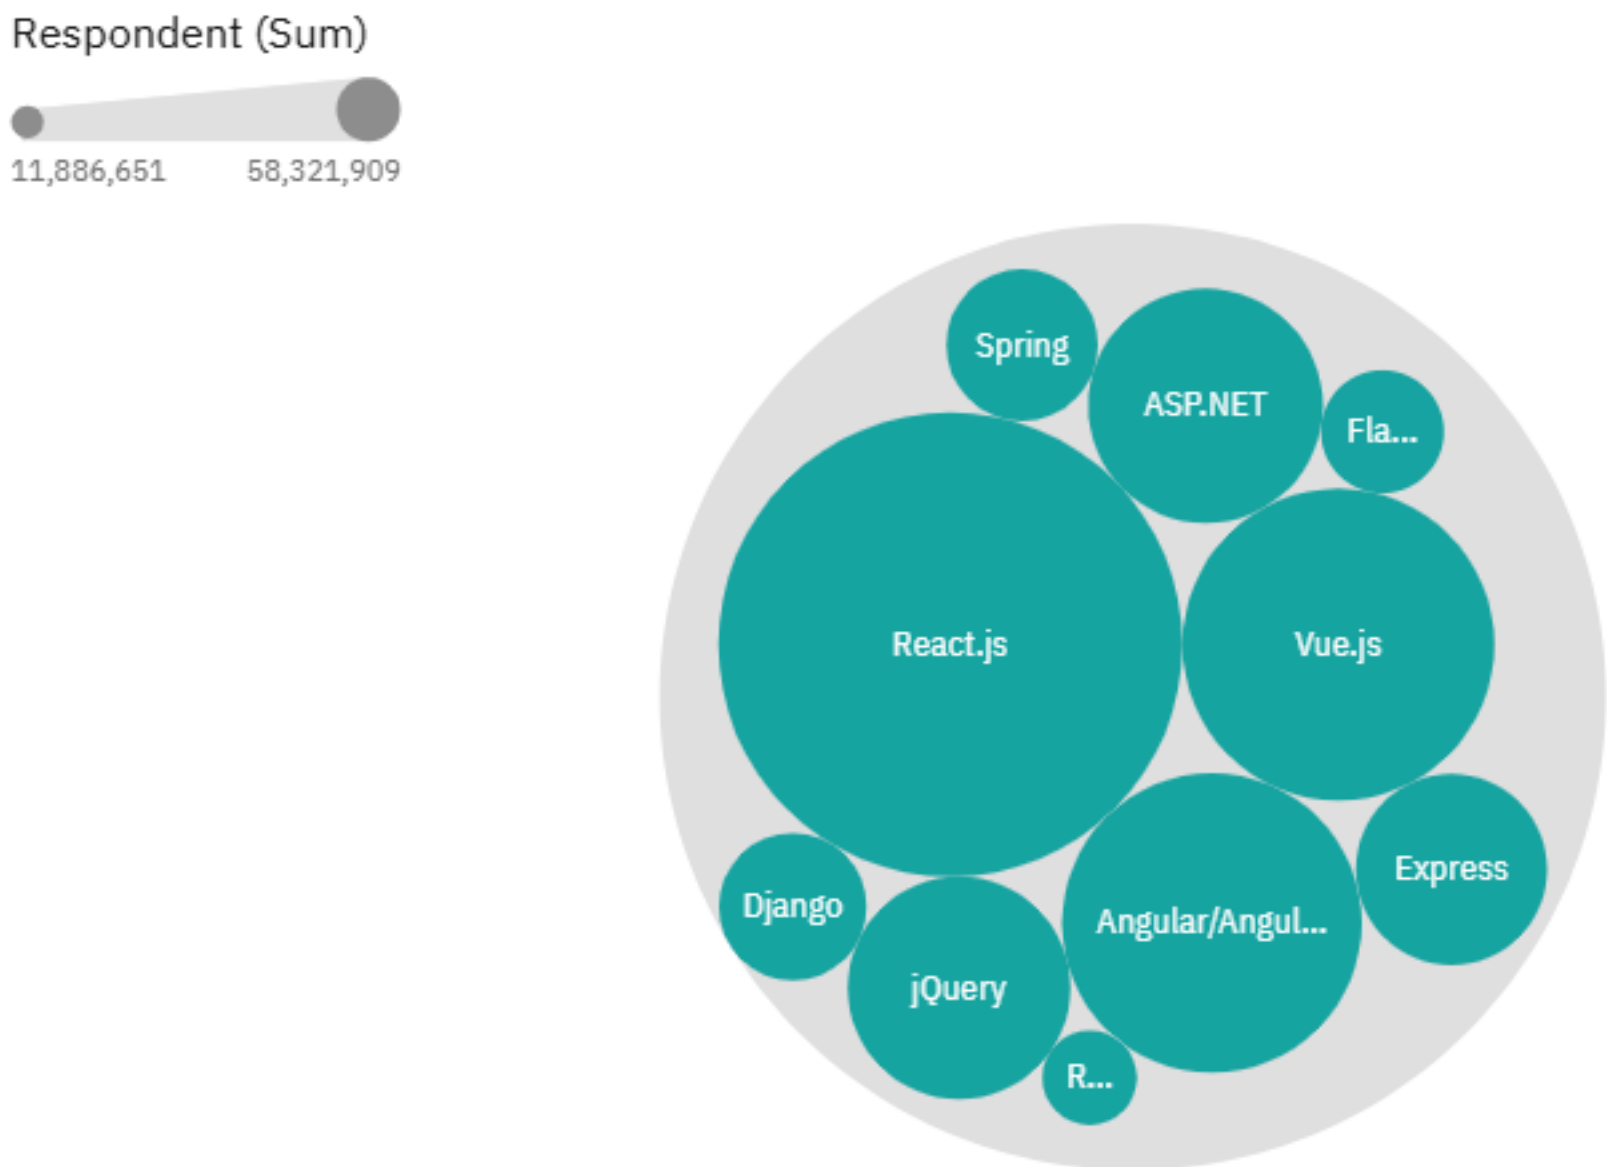 Respondent (Sum)
11,886,651 58,321,909
Spring
ASP.NET
Fla...
React.js
Vue.js
Express
Django
Angular/Angul...
jQuery
R...